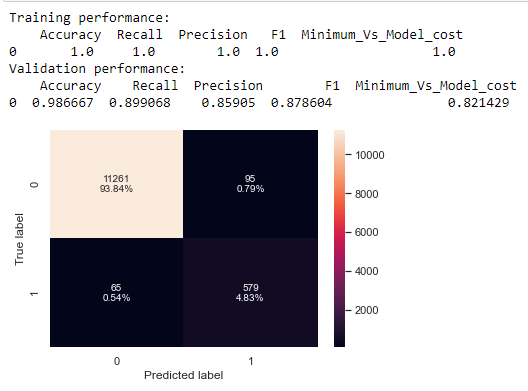 Training performance:
Accuracy Recall Precision F1 Minimum_Vs_Model_cost
0 1.0 1.0 1.0 1.0 1.0
Validation performance:
Accuracy Recall Precision F1 Minimum_Vs_Model_cost
0 0.986667 0.899068 0.85905 0.878604 0.821429
11261
93.84%
95
0.79%
65
0.54%
579
4.83%
0
1
True label
0 1
Predicted label
10000
8000
6000
4000
2000